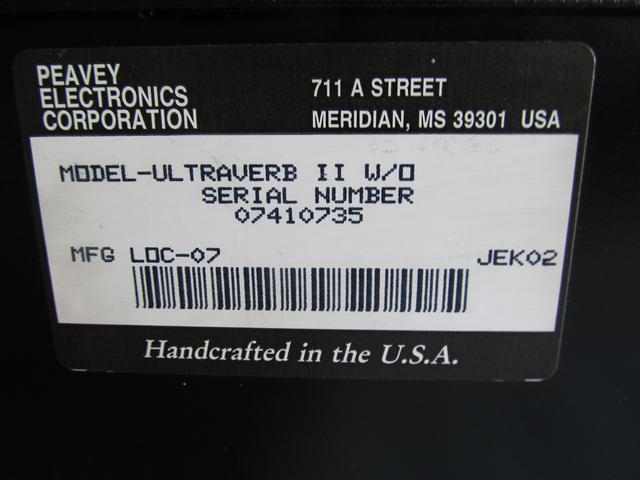 PEAVEY
ELECTRONICS
CORPORATION
711 A STREET
MERIDIAN, MS 39301 USA
MODEL-ULTRAVERB II W/O
SERIAL NUMBER
07410735
MFG LOC-07 JEK02
Handcrafted in the U.S.A.